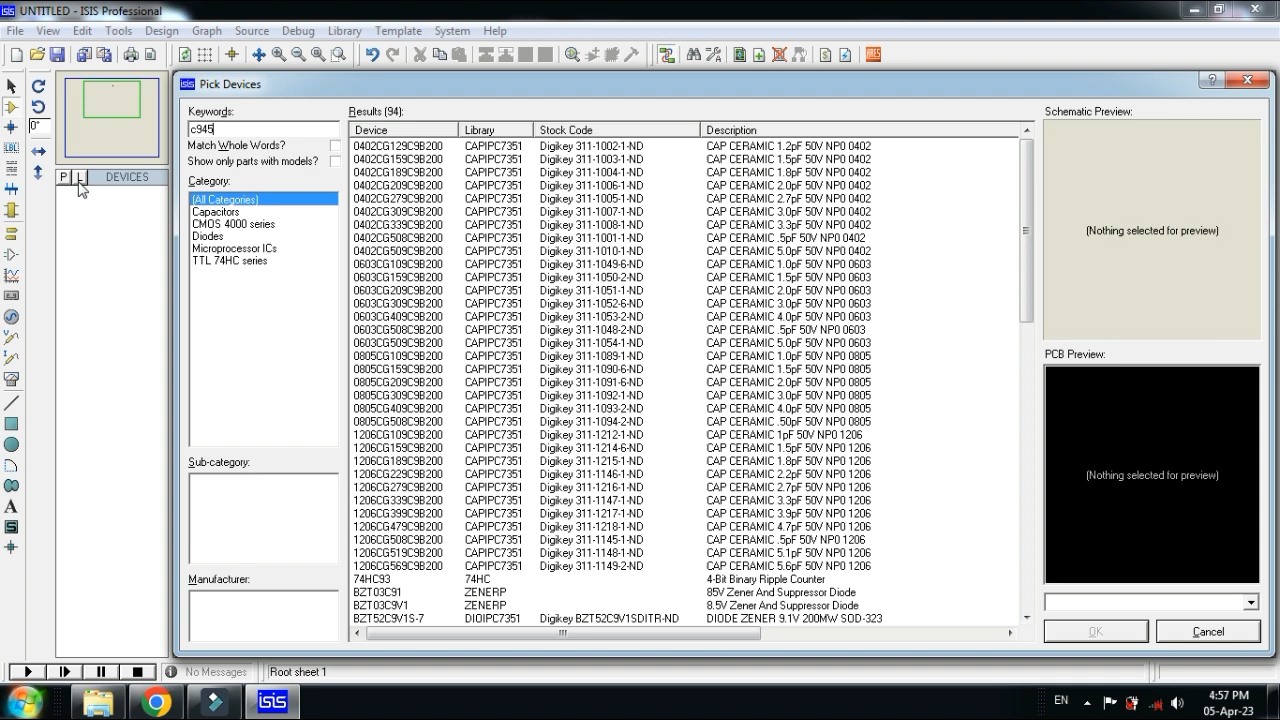 UNTITLED - ISIS Professional
File View Edit Tools Design Graph Source Debug Library Template System Help
ARES
Pick Devices
Keywords:
c945
Match Whole Words?
Show only parts with models?
Category:
(All Categories)
Capacitors
CMOS 4000 series
Diodes
Microprocessor ICs
TTL 74HC series
Sub-category:
Manufacturer:
0°
LBL
P L DEVICES
Results (94):
Device Library Stock Code Description
0402CG129C9B200 CAPIPC7351 Digikey 311-1002-1-ND CAP CERAMIC 1.2pF 50V NP0 0402
0402CG159C9B200 CAPIPC7351 Digikey 311-1003-1-ND CAP CERAMIC 1.5pF 50V NP0 0402
0402CG189C9B200 CAPIPC7351 Digikey 311-1004-1-ND CAP CERAMIC 1.8pF 50V NP0 0402
0402CG209C9B200 CAPIPC7351 Digikey 311-1006-1-ND CAP CERAMIC 2.2pF 50V NP0 0402
0402CG279C9B200 CAPIPC7351 Digikey 311-1005-1-ND CAP CERAMIC 2.7pF 50V NP0 0402
0402CG309C9B200 CAPIPC7351 Digikey 311-1007-1-ND CAP CERAMIC 3.0pF 50V NP0 0402
0402CG339C9B200 CAPIPC7351 Digikey 311-1008-1-ND CAP CERAMIC 3.3pF 50V NP0 0402
0402CG508C9B200 CAPIPC7351 Digikey 311-1001-1-ND CAP CERAMIC .5pF 50V NP0 0402
0402CG509C9B200 CAPIPC7351 Digikey 311-1010-1-ND CAP CERAMIC 5.0pF 50V NP0 0402
0603CG109C9B200 CAPIPC7351 Digikey 311-1049-6-ND CAP CERAMIC 1.0pF 50V NP0 0603
0603CG159C9B200 CAPIPC7351 Digikey 311-1050-2-ND CAP CERAMIC 1.5pF 50V NP0 0603
0603CG209C9B200 CAPIPC7351 Digikey 311-1051-1-ND CAP CERAMIC 2.0pF 50V NP0 0603
0603CG309C9B200 CAPIPC7351 Digikey 311-1052-6-ND CAP CERAMIC 3.0pF 50V NP0 0603
0603CG409C9B200 CAPIPC7351 Digikey 311-1053-2-ND CAP CERAMIC 4.0pF 50V NP0 0603
0603CG508C9B200 CAPIPC7351 Digikey 311-1048-2-ND CAP CERAMIC .5pF 50V NP0 0603
0603CG509C9B200 CAPIPC7351 Digikey 311-1054-1-ND CAP CERAMIC 5.0pF 50V NP0 0603
0805CG109C9B200 CAPIPC7351 Digikey 311-1089-1-ND CAP CERAMIC 1.0pF 50V NP0 0805
0805CG159C9B200 CAPIPC7351 Digikey 311-1090-6-ND CAP CERAMIC 1.5pF 50V NP0 0805
0805CG209C9B200 CAPIPC7351 Digikey 311-1091-6-ND CAP CERAMIC 2.0pF 50V NP0 0805
0805CG309C9B200 CAPIPC7351 Digikey 311-1092-1-ND CAP CERAMIC 3.0pF 50V NP0 0805
0805CG409C9B200 CAPIPC7351 Digikey 311-1093-2-ND CAP CERAMIC 4.0pF 50V NP0 0805
0805CG508C9B200 CAPIPC7351 Digikey 311-1094-2-ND CAP CERAMIC .50pF 50V NP0 0805
1206CG109C9B200 CAPIPC7351 Digikey 311-1212-1-ND CAP CERAMIC 1pF 50V NP0 1206
1206CG159C9B200 CAPIPC7351 Digikey 311-1214-6-ND CAP CERAMIC 1.5pF 50V NP0 1206
1206CG189C9B200 CAPIPC7351 Digikey 311-1215-1-ND CAP CERAMIC 1.8pF 50V NP0 1206
1206CG229C9B200 CAPIPC7351 Digikey 311-1146-1-ND CAP CERAMIC 2.2pF 50V NP0 1206
1206CG279C9B200 CAPIPC7351 Digikey 311-1216-1-ND CAP CERAMIC 2.7pF 50V NP0 1206
1206CG339C9B200 CAPIPC7351 Digikey 311-1147-1-ND CAP CERAMIC 3.3pF 50V NP0 1206
1206CG399C9B200 CAPIPC7351 Digikey 311-1217-1-ND CAP CERAMIC 3.9pF 50V NP0 1206
1206CG479C9B200 CAPIPC7351 Digikey 311-1218-1-ND CAP CERAMIC 4.7pF 50V NP0 1206
1206CG508C9B200 CAPIPC7351 Digikey 311-1145-1-ND CAP CERAMIC .5pF 50V NP0 1206
1206CG519C9B200 CAPIPC7351 Digikey 311-1148-1-ND CAP CERAMIC 5.1pF 50V NP0 1206
1206CG569C9B200 CAPIPC7351 Digikey 311-1149-2-ND CAP CERAMIC 5.6pF 50V NP0 1206
74HC93 74HC 4-Bit Binary Ripple Counter
BZT03C91 ZENERP 85V Zener And Suppressor Diode
BZT03C9V1 ZENERP 8.5V Zener And Suppressor Diode
BZT52C9V1S-7 DIOIPC7351 Digikey BZT52C9V1SDITR-ND DIODE ZENER 9.1V 200MW SOD-323
Schematic Preview:
(Nothing selected for preview)
PCB Preview:
(Nothing selected for preview)
OK Cancel
No Messages Root sheet 1
isis EN 4:57 PM
05-Apr-23